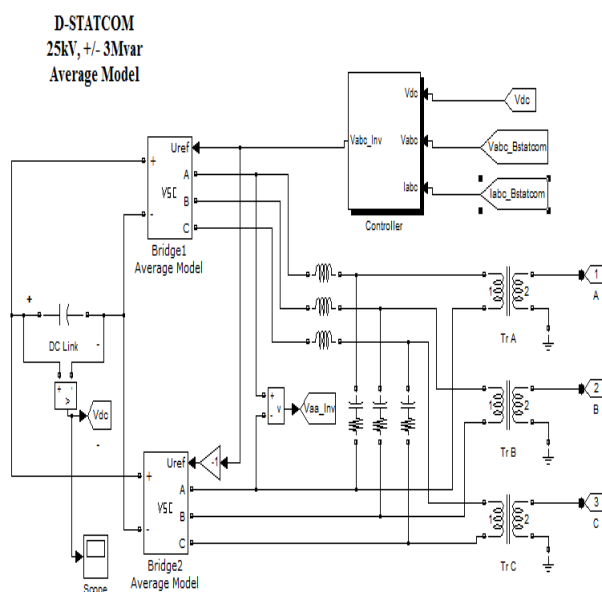 D-STATCOM
25kV, +/- 3Mvar
Average Model
Vdc
Vabc_Inv
Vabc
Iabc
Controller
Vdc
Vabc_Bstatcom
Iabc_Bstatcom
+
-
Uref
A
B
C
VSC
Bridge1
Average Model
+
-
DC Link
+
-
v
Vdc
-
+
-
v
Vaa_Inv
-1
+
-
Uref
A
B
C
VSC
Bridge2
Average Model
Scope
1
2
Tr A
1
A
1
2
Tr B
2
B
1
2
Tr C
3
C